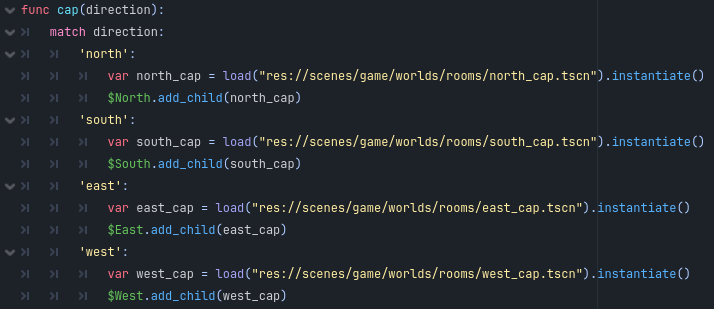 func cap(direction):
match direction:
'north':
var north_cap = load("res://scenes/game/worlds/rooms/north_cap.tscn").instantiate()
$North.add_child(north_cap)
'south':
var south_cap = load("res://scenes/game/worlds/rooms/south_cap.tscn").instantiate()
$South.add_child(south_cap)
'east':
var east_cap = load("res://scenes/game/worlds/rooms/east_cap.tscn").instantiate()
$East.add_child(east_cap)
'west':
var west_cap = load("res://scenes/game/worlds/rooms/west_cap.tscn").instantiate()
$West.add_child(west_cap)